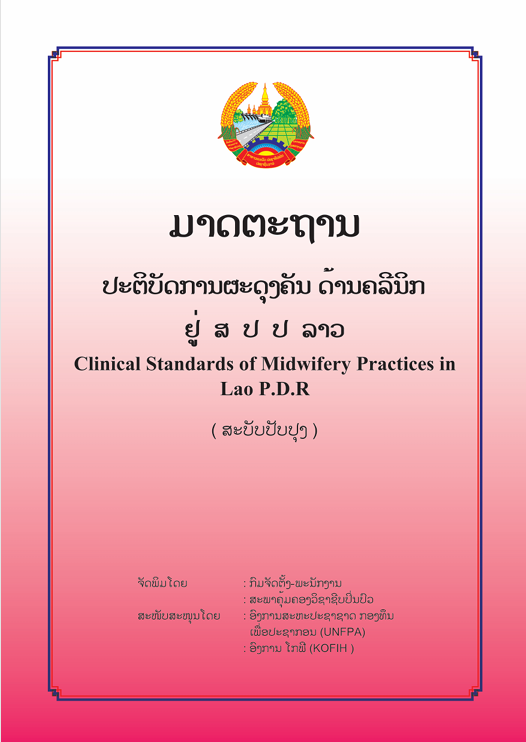 ມາດຕະຖານ
ປະຕິບັດການຜະດຸງຄັນ ດ້ານຄລີນິກ
ຢູ່ ສ ປ ປ ລາວ
Clinical Standards of Midwifery Practices in
Lao P.D.R
( ສະບັບປັບປຸງ )
ຈັດພິມໂດຍ : ກົມຈັດຕັ້ງ-ພະນັກງານ
: ສະພາຄຸ້ມຄອງວິຊາຊີບປິ່ນປົວ
ສະໜັບສະໜຸນໂດຍ : ອົງການສະຫະປະຊາຊາດ ກອງທຶນ
ເພື່ອປະຊາກອນ (UNFPA)
: ອົງການ ໂກຟີ (KOFIH )